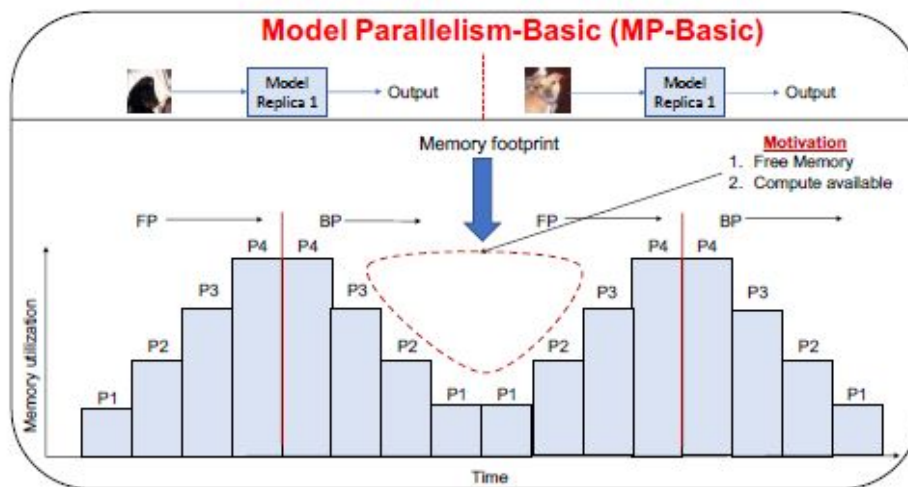 Model Parallelism-Basic (MP-Basic)
Model
Replica 1
Output
Model
Replica 1
Output
Memory footprint
Motivation
1. Free Memory
2. Compute available
FP
BP
FP
BP
P4
P4
P4
P4
P3
P3
P3
P3
P2
P2
P2
P2
P1
P1
P1
P1
Memory utilization
Time